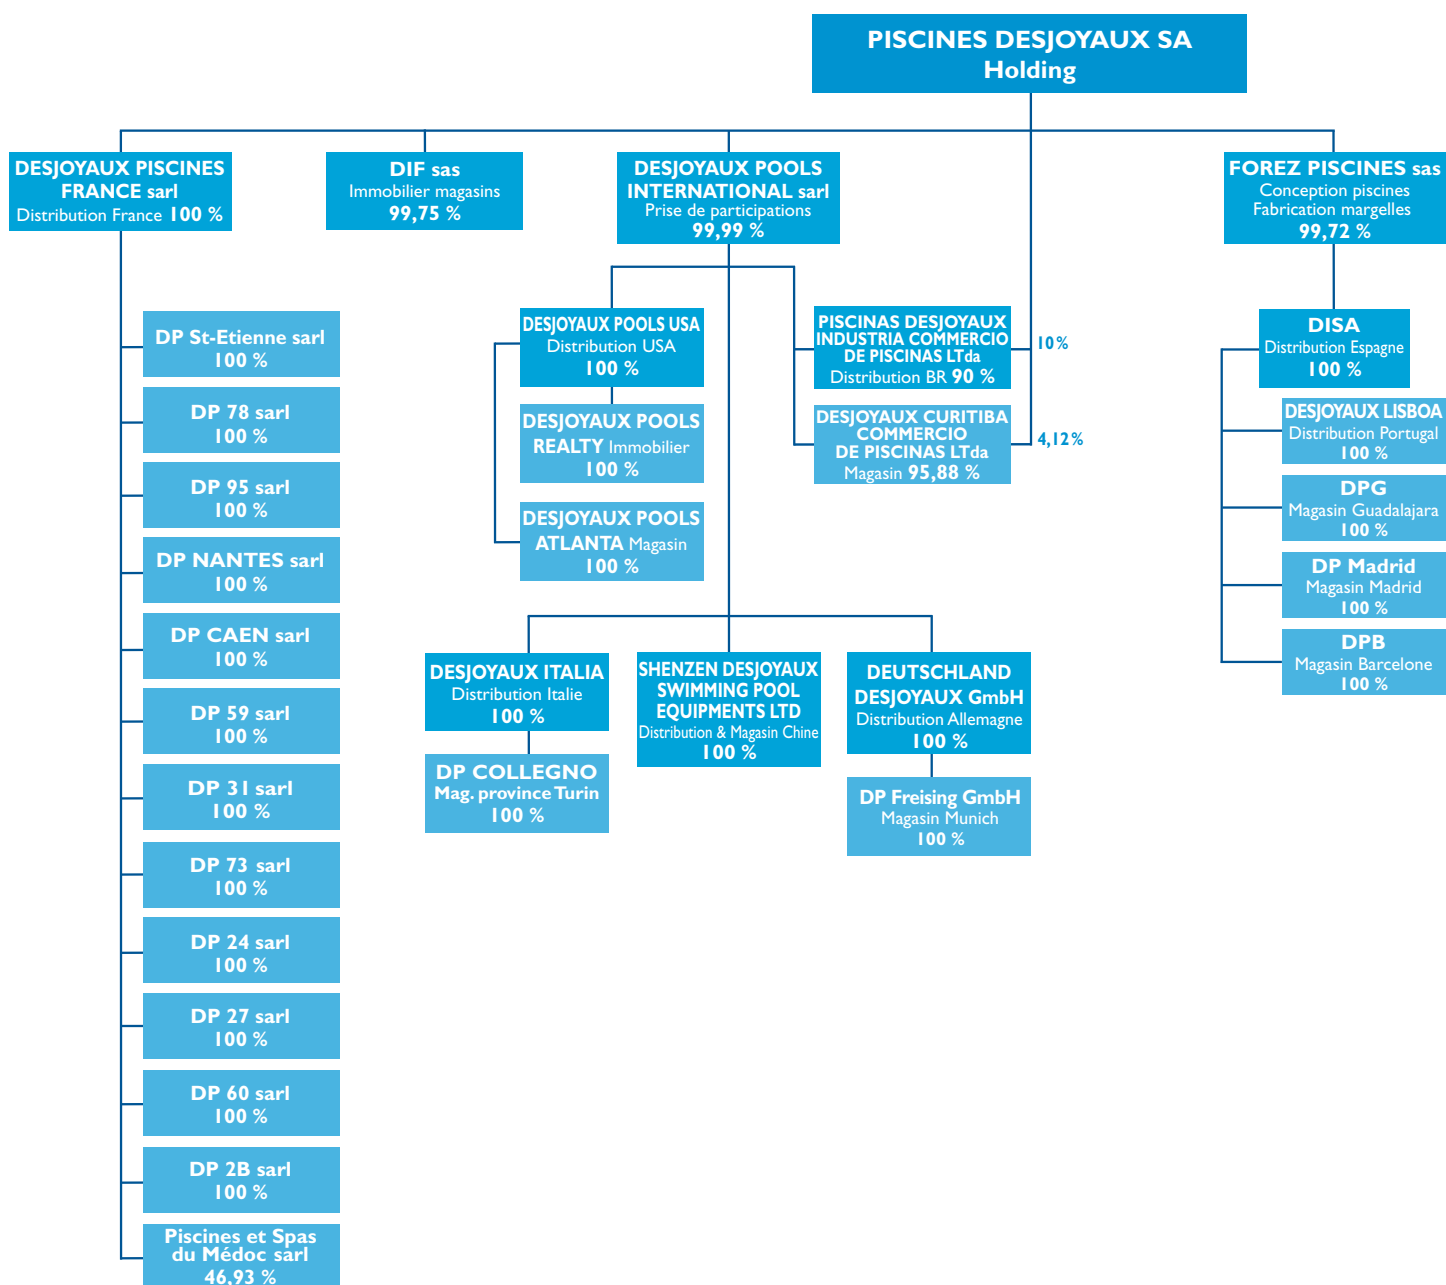 PISCINES DESJOYAUX SA
Holding
DESJOYAUX PISCINES
FRANCE sarl
Distribution France 100 %
DIF sas
Immobilier magasins
99,75 %
DESJOYAUX POOLS
INTERNATIONAL sarl
Prise de participations
99,99 %
FOREZ PISCINES sas
Conception piscines
Fabrication margelles
99,72 %
DP St-Etienne sarl
100 %
DP 78 sarl
100 %
DP 95 sarl
100 %
DP NANTES sarl
100 %
DP CAEN sarl
100 %
DP 59 sarl
100 %
DP 31 sarl
100 %
DP 73 sarl
100 %
DP 24 sarl
100 %
DP 27 sarl
100 %
DP 60 sarl
100 %
DP 2B sarl
100 %
Piscines et Spas
du Médoc sarl
46,93 %
DESJOYAUX POOLS USA
Distribution USA
100 %
DESJOYAUX POOLS
REALTY Immobilier
100 %
DESJOYAUX POOLS
ATLANTA Magasin
100 %
PISCINAS DESJOYAUX
INDUSTRIA COMMERCIO
DE PISCINAS LTda
Distribution BR 90 %
10%
DESJOYAUX CURITIBA
COMMERCIO
DE PISCINAS LTda
Magasin 95,88 %
4,12%
DESJOYAUX ITALIA
Distribution Italie
100 %
DP COLLEGNO
Mag. province Turin
100 %
SHENZEN DESJOYAUX
SWIMMING POOL
EQUIPMENTS LTD
Distribution & Magasin Chine
100 %
DEUTSCHLAND
DESJOYAUX GmbH
Distribution Allemagne
100 %
DP Freising GmbH
Magasin Munich
100 %
DISA
Distribution Espagne
100 %
DESJOYAUX LISBOA
Distribution Portugal
100 %
DPG
Magasin Guadalajara
100 %
DP Madrid
Magasin Madrid
100 %
DPB
Magasin Barcelone
100 %